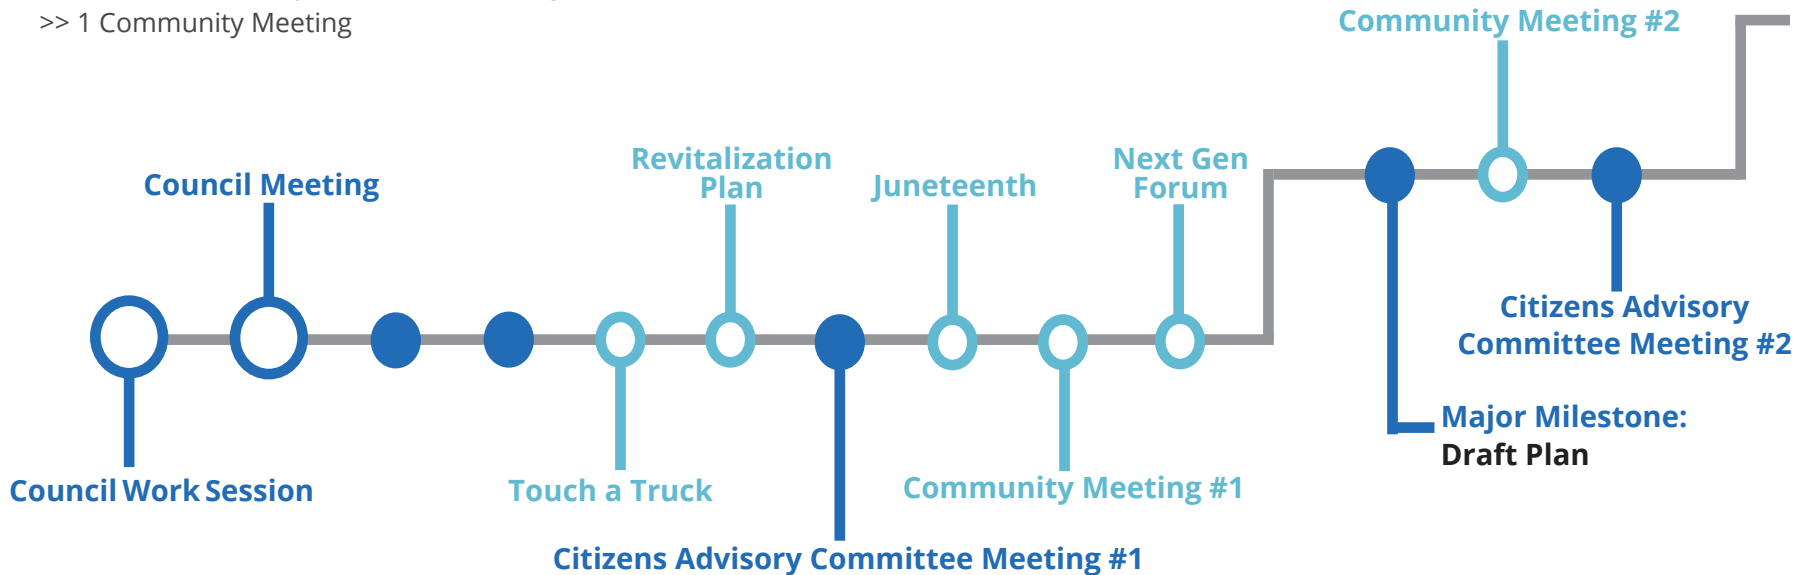 >> 1 Community Meeting
Community Meeting #2
Council Meeting
Revitalization
Plan
Juneteenth
Next Gen
Forum
Citizens Advisory
Committee Meeting #2
Major Milestone:
Draft Plan
Council Work Session
Touch a Truck
Community Meeting #1
Citizens Advisory Committee Meeting #1